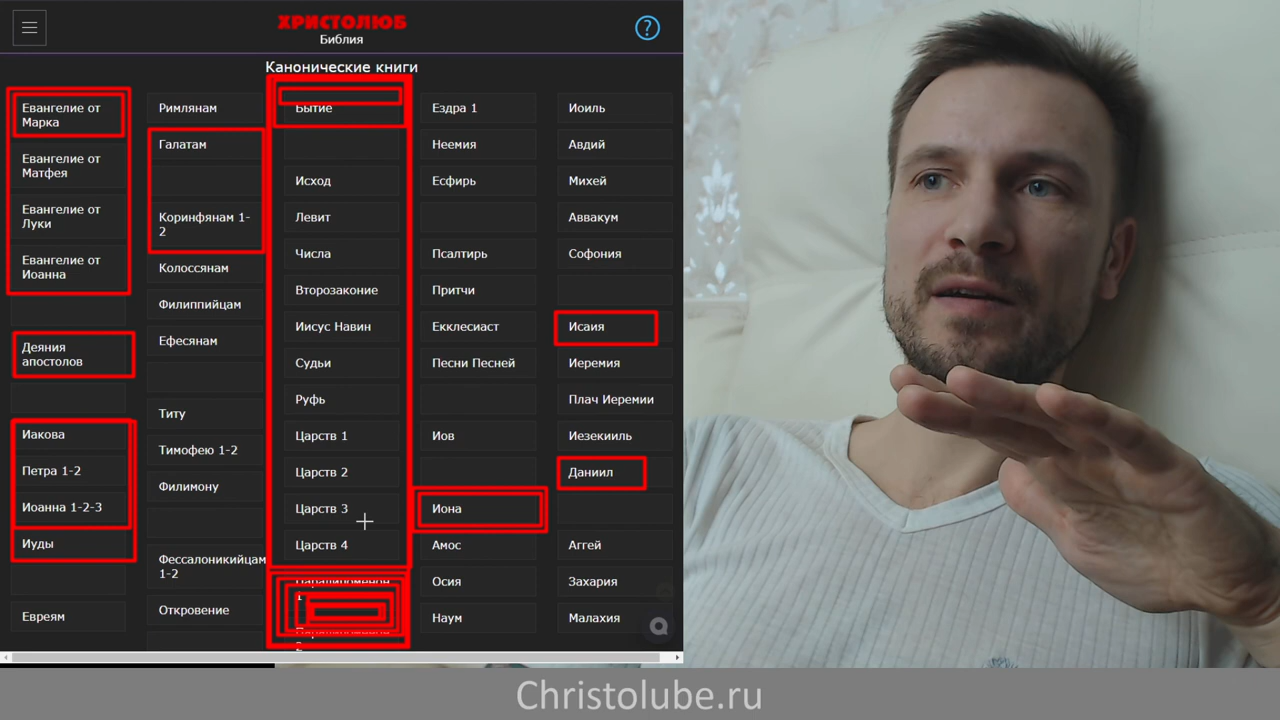 ХРИСТОЛЮБ
Библия
?
Канонические книги
Евангелие от
Марка
Евангелие от
Матфея
Евангелие от
Луки
Евангелие от
Иоанна
Деяния
апостолов
Иакова
Петра 1-2
Иоанна 1-2-3
Иуды
Евреям
Римлянам
Галатам
Коринфянам 1-
2
Колоссянам
Филиппийцам
Ефесянам
Титу
Тимофею 1-2
Филимону
Фессалоникийцам
1-2
Откровение
Бытие
Исход
Левит
Числа
Второзаконие
Иисус Навин
Судьи
Руфь
Царств 1
Царств 2
Царств 3
Царств 4
Паралипоменон
1
2
Ездра 1
Неемия
Есфирь
Псалтирь
Притчи
Екклесиаст
Песни Песней
Иов
Иона
Амос
Осия
Наум
Иоиль
Авдий
Михей
Аввакум
Софония
Исаия
Иеремия
Плач Иеремии
Иезекииль
Даниил
Аггей
Захария
Малахия
Christolube.ru